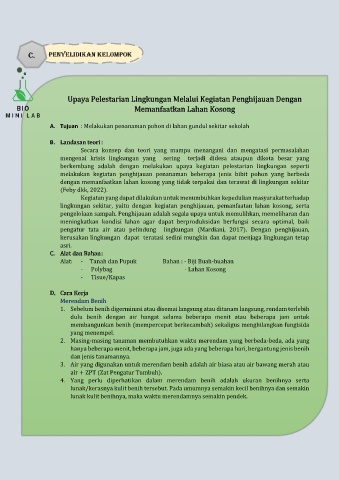 C.
PENYELIDIKAN KELOMPOK
BIO
MINI LAB
Upaya Pelestarian Lingkungan Melalui Kegiatan Penghijauan Dengan
Memanfaatkan Lahan Kosong
A. Tujuan : Melakukan penanaman pohon di lahan gundul sekitar sekolah
B. Landasan teori :
Secara konsep dan teori yang mampu menangani dan mengatasi permasalahan
mengenai krisis lingkungan yang sering terjadi didesa ataupun dikota besar yang
berkembang adalah dengan melakukan upaya kegiatan pelestarian lingkungan seperti
melakukan kegiatan penghijauan penanaman beberapa jenis bibit pohon yang berbeda
dengan memanfaatkan lahan kosong yang tidak terpakai dan terawat di lingkungan sekitar
(Feby dkk, 2022).
Kegiatan yang dapat dilakukan untuk menumbuhkan kepedulian masyarakat terhadap
lingkungan sekitar, yaitu dengan kegiatan penghijauan, pemanfaatan lahan kosong, serta
pengelolaan sampah. Penghijauan adalah segala upaya untuk memulihkan, memelihara dan
meningkatkan kondisi lahan agar dapat berproduksi dan berfungsi secara optimal, baik
pengatur tata air atau pelindung lingkungan (Mardiani, 2017). Dengan penghijauan,
kerusakan lingkungan dapat teratasi sedini mungkin dan dapat menjaga lingkungan tetap
asri.
C. Alat dan Bahan:
Alat: - Tanah dan Pupuk Bahan : - Biji Buah-buahan
- Polybag - Lahan Kosong
- Tisue/Kapas
D. Cara Kerja
Merendam Benih
1. Sebelum benih digerminasi atau disemai langsung atau ditanam langsung, rendam terlebih
dulu benih dengan air hangat selama beberapa menit atau beberapa jam untuk
membangunkan benih (mempercepat berkecambah) sekaligus menghilangkan fungisida
yang menempel.
2. Masing-masing tanaman membutuhkan waktu merendam yang berbeda-beda, ada yang
hanya beberapa menit, beberapa jam, juga ada yang beberapa hari, bergantung jenis benih
dan jenis tanamannya.
3. Air yang digunakan untuk merendam benih adalah air biasa atau air bawang merah atau
air + ZPT (Zat Pengatur Tumbuh).
4. Yang perlu diperhatikan dalam merendam benih adalah ukuran benihnya serta
lunak/kerasnya kulit benih tersebut. Pada umumnya semakin kecil benihnya dan semakin
lunak kulit benihnya, maka waktu merendamnya semakin pendek.